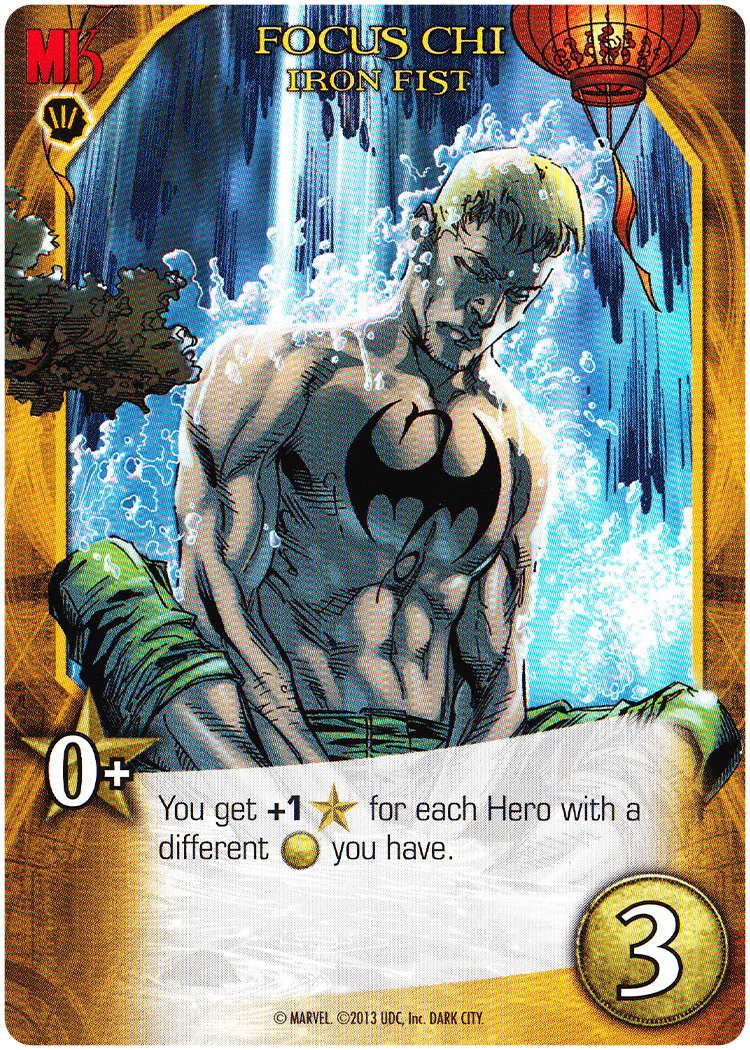 FOCUS CHI
IRON FIST
MK
0+
You get +1 for each Hero with a
different you have.
3
© MARVEL. ©2013 UDC, Inc. DARK CITY.